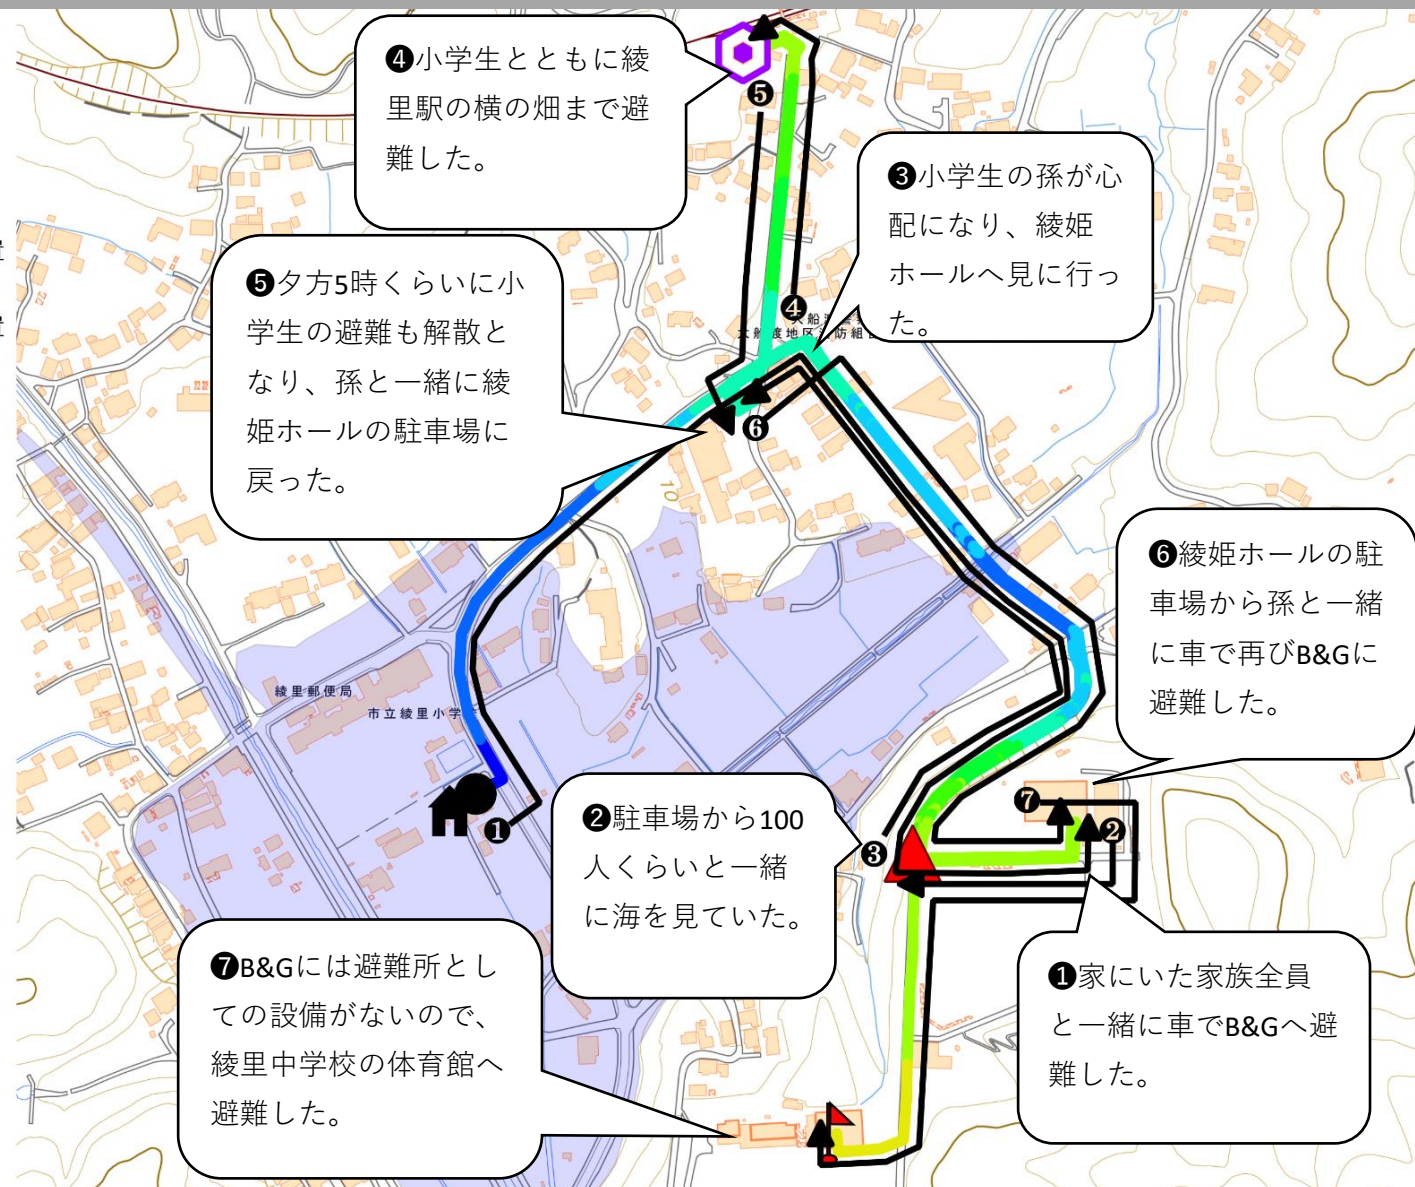 ❹小学生とともに綾
里駅の横の畑まで避
難した。
❺
❸小学生の孫が心
配になり、綾姫
ホールへ見に行っ
た。
❺夕方5時くらいに小
学生の避難も解散と
なり、孫と一緒に綾
姫ホールの駐車場に
戻った。
❹
❻
10
❻綾姫ホールの駐
車場から孫と一緒
に車で再びB&Gに
避難した。
綾里郵便局
市立綾里小学
❶
❷駐車場から100
人くらいと一緒
に海を見ていた。
❼
❷
❸
❼B&Gには避難所とし
ての設備がないので、
綾里中学校の体育館へ
避難した。
❶家にいた家族全員
と一緒に車でB&Gへ避
難した。